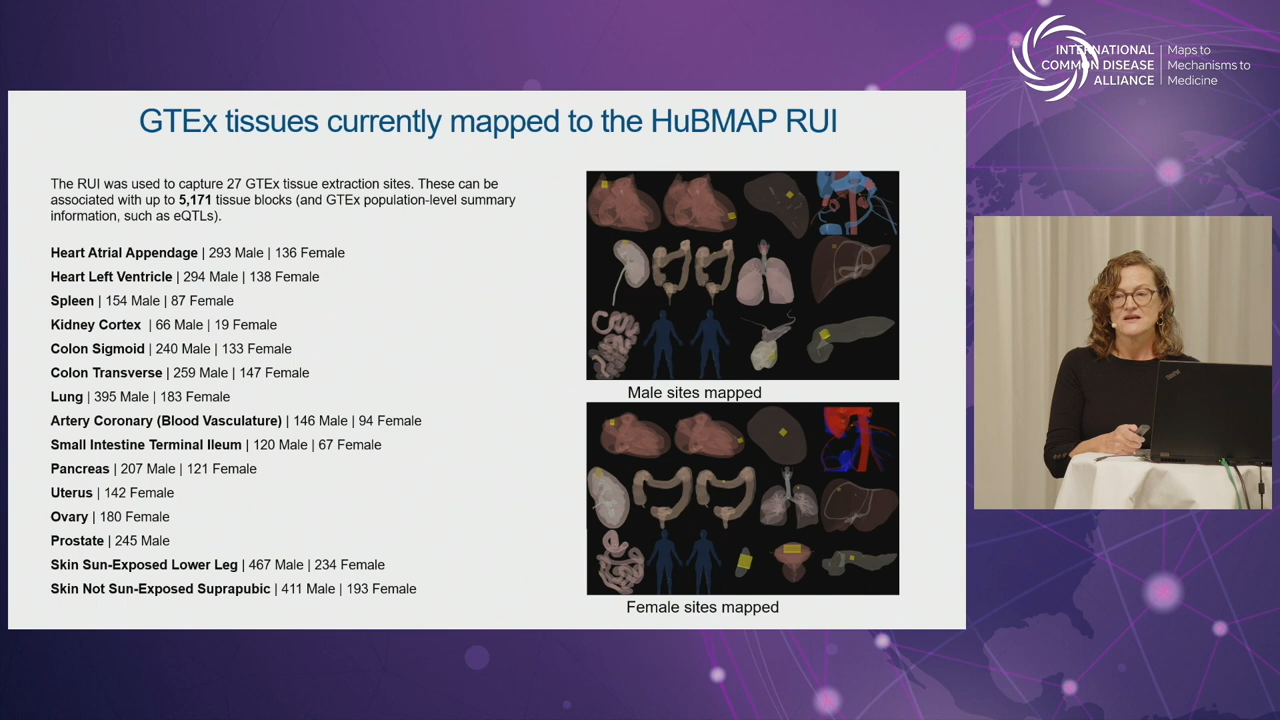 INTERNATIONAL
COMMON DISEASE
ALLIANCE
Maps to
Mechanisms to
Medicine
GTEx tissues currently mapped to the HuBMAP RUI
The RUI was used to capture 27 GTEx tissue extraction sites. These can be
associated with up to 5,171 tissue blocks (and GTEx population-level summary
information, such as eQTLs).
Heart Atrial Appendage | 293 Male | 136 Female
Heart Left Ventricle | 294 Male | 138 Female
Spleen | 154 Male | 87 Female
Kidney Cortex | 66 Male | 19 Female
Colon Sigmoid | 240 Male | 133 Female
Colon Transverse | 259 Male | 147 Female
Lung | 395 Male | 183 Female
Artery Coronary (Blood Vasculature) | 146 Male | 94 Female
Small Intestine Terminal Ileum | 120 Male | 67 Female
Pancreas | 207 Male | 121 Female
Uterus | 142 Female
Ovary | 180 Female
Prostate | 245 Male
Skin Sun-Exposed Lower Leg | 467 Male | 234 Female
Skin Not Sun-Exposed Suprapubic | 411 Male | 193 Female
Male sites mapped
Female sites mapped
ThinkPad